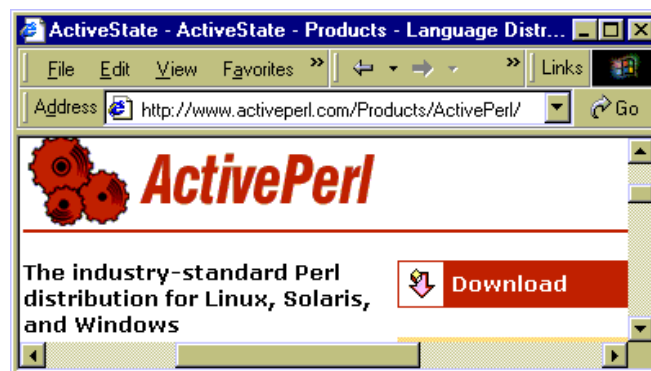 ActiveState - ActiveState - Products - Language Distr...
File Edit View Favorites » » Links
Address http://www.activeperl.com/Products/ActivePerl/ Go
ActivePerl
The industry-standard Perl
distribution for Linux, Solaris,
and Windows
Download